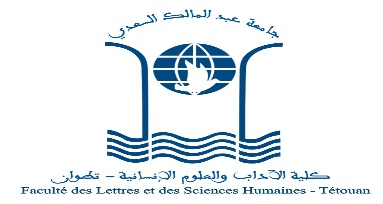 جامعة عبد المالك السعدي
كلية الآداب والعلوم الإنسانية - تطوان
Faculté des Lettres et des Sciences Humaines - Tétouan